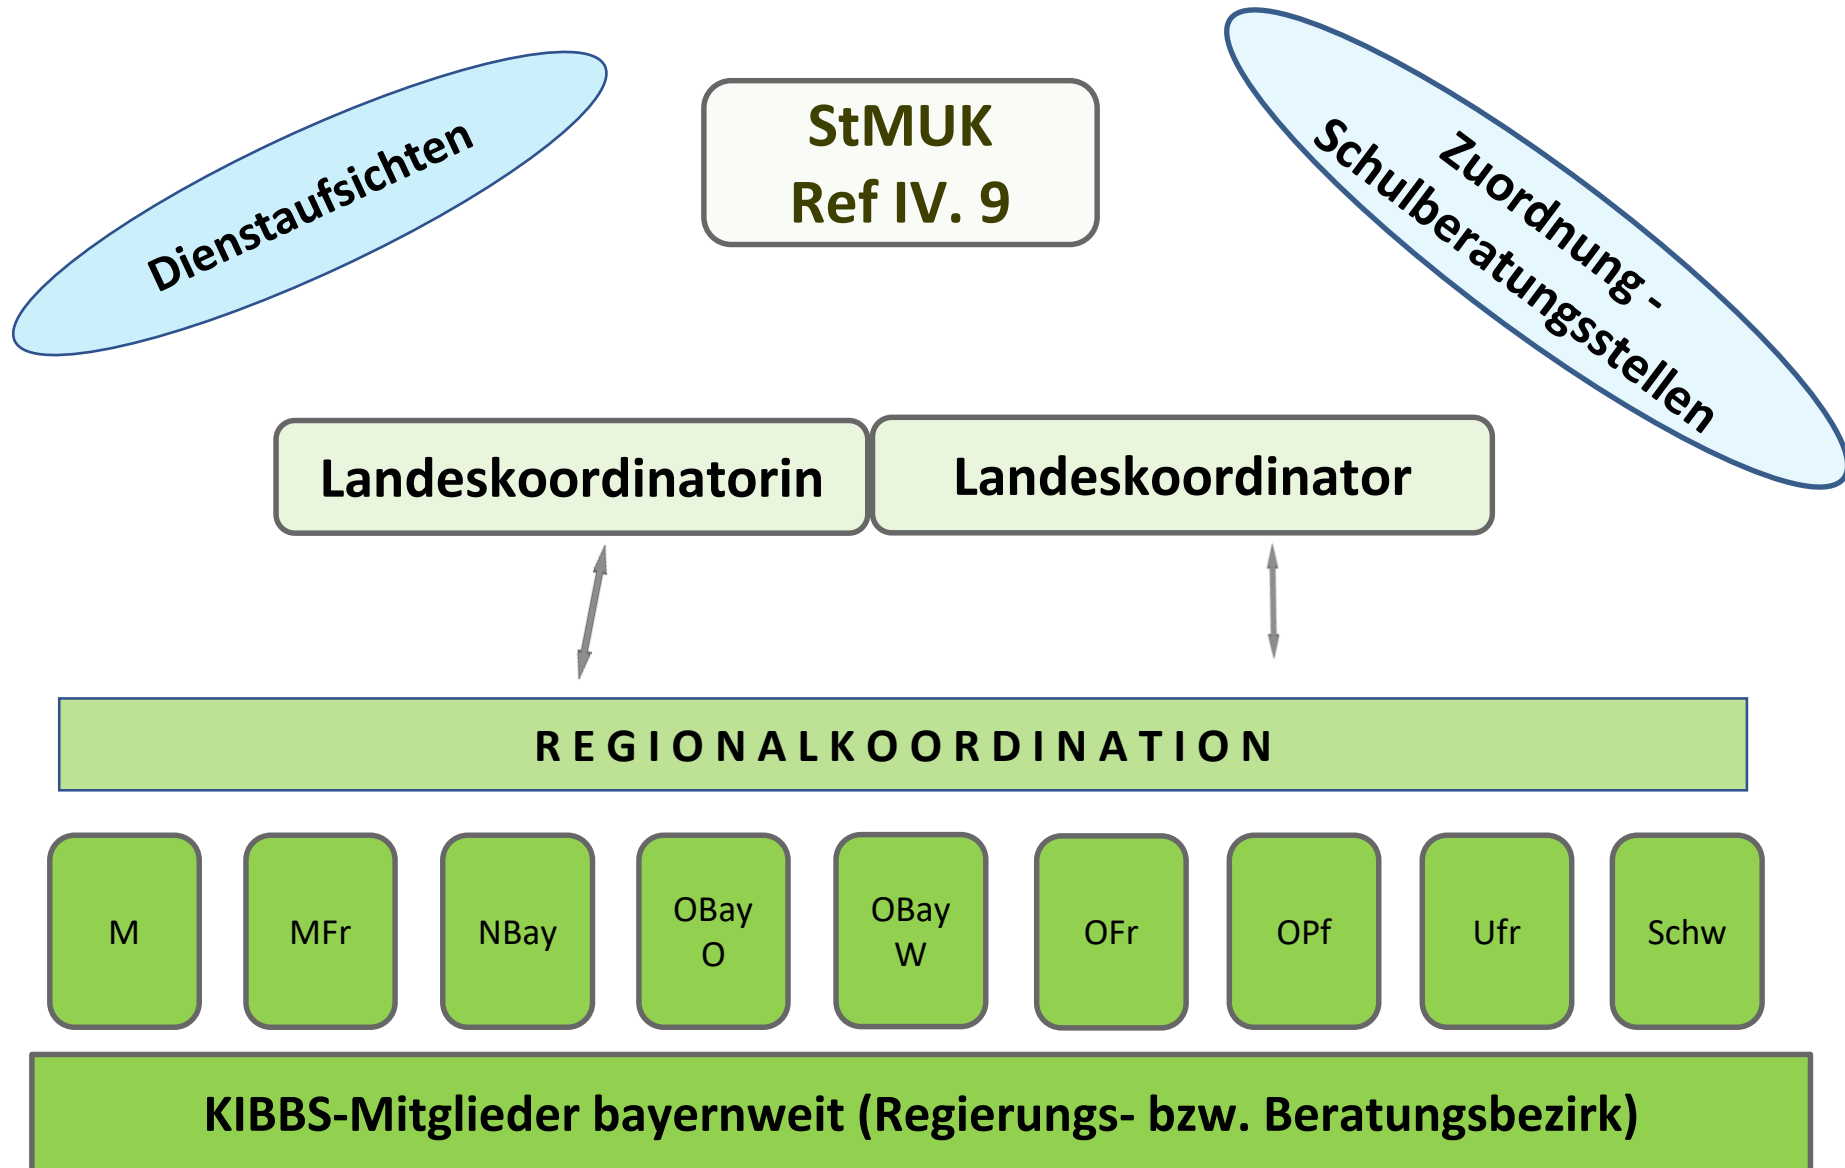 Dienstaufsichten
StMUK
Ref IV. 9
Zuordnung -
Schulberatungsstellen
Landeskoordinatorin
Landeskoordinator
REGIONALKOORDINATION
M
MFr
NBay
OBay
O
OBay
W
OFr
OPf
Ufr
Schw
KIBBS-Mitglieder bayernweit (Regierungs- bzw. Beratungsbezirk)